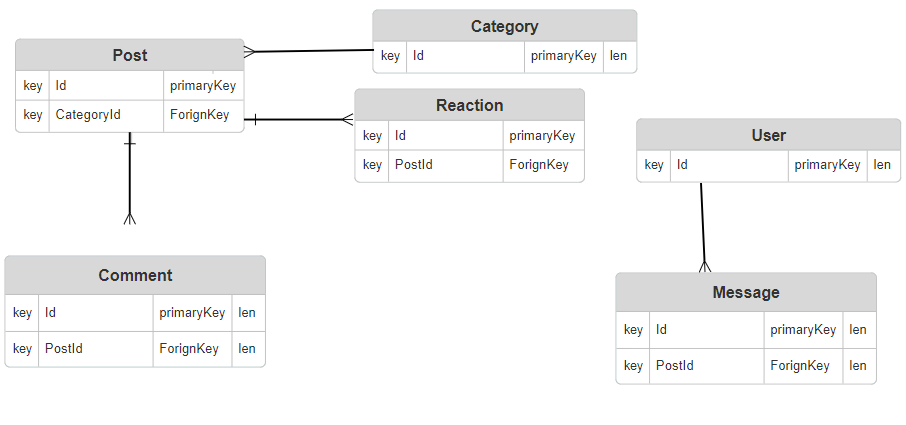 Category
key Id primaryKey len
Post
key Id primaryKey
key CategoryId ForignKey
Reaction
key Id primaryKey
key PostId ForignKey
User
key Id primaryKey len
Comment
key Id primaryKey len
key PostId ForignKey len
Message
key Id primaryKey len
key PostId ForignKey len